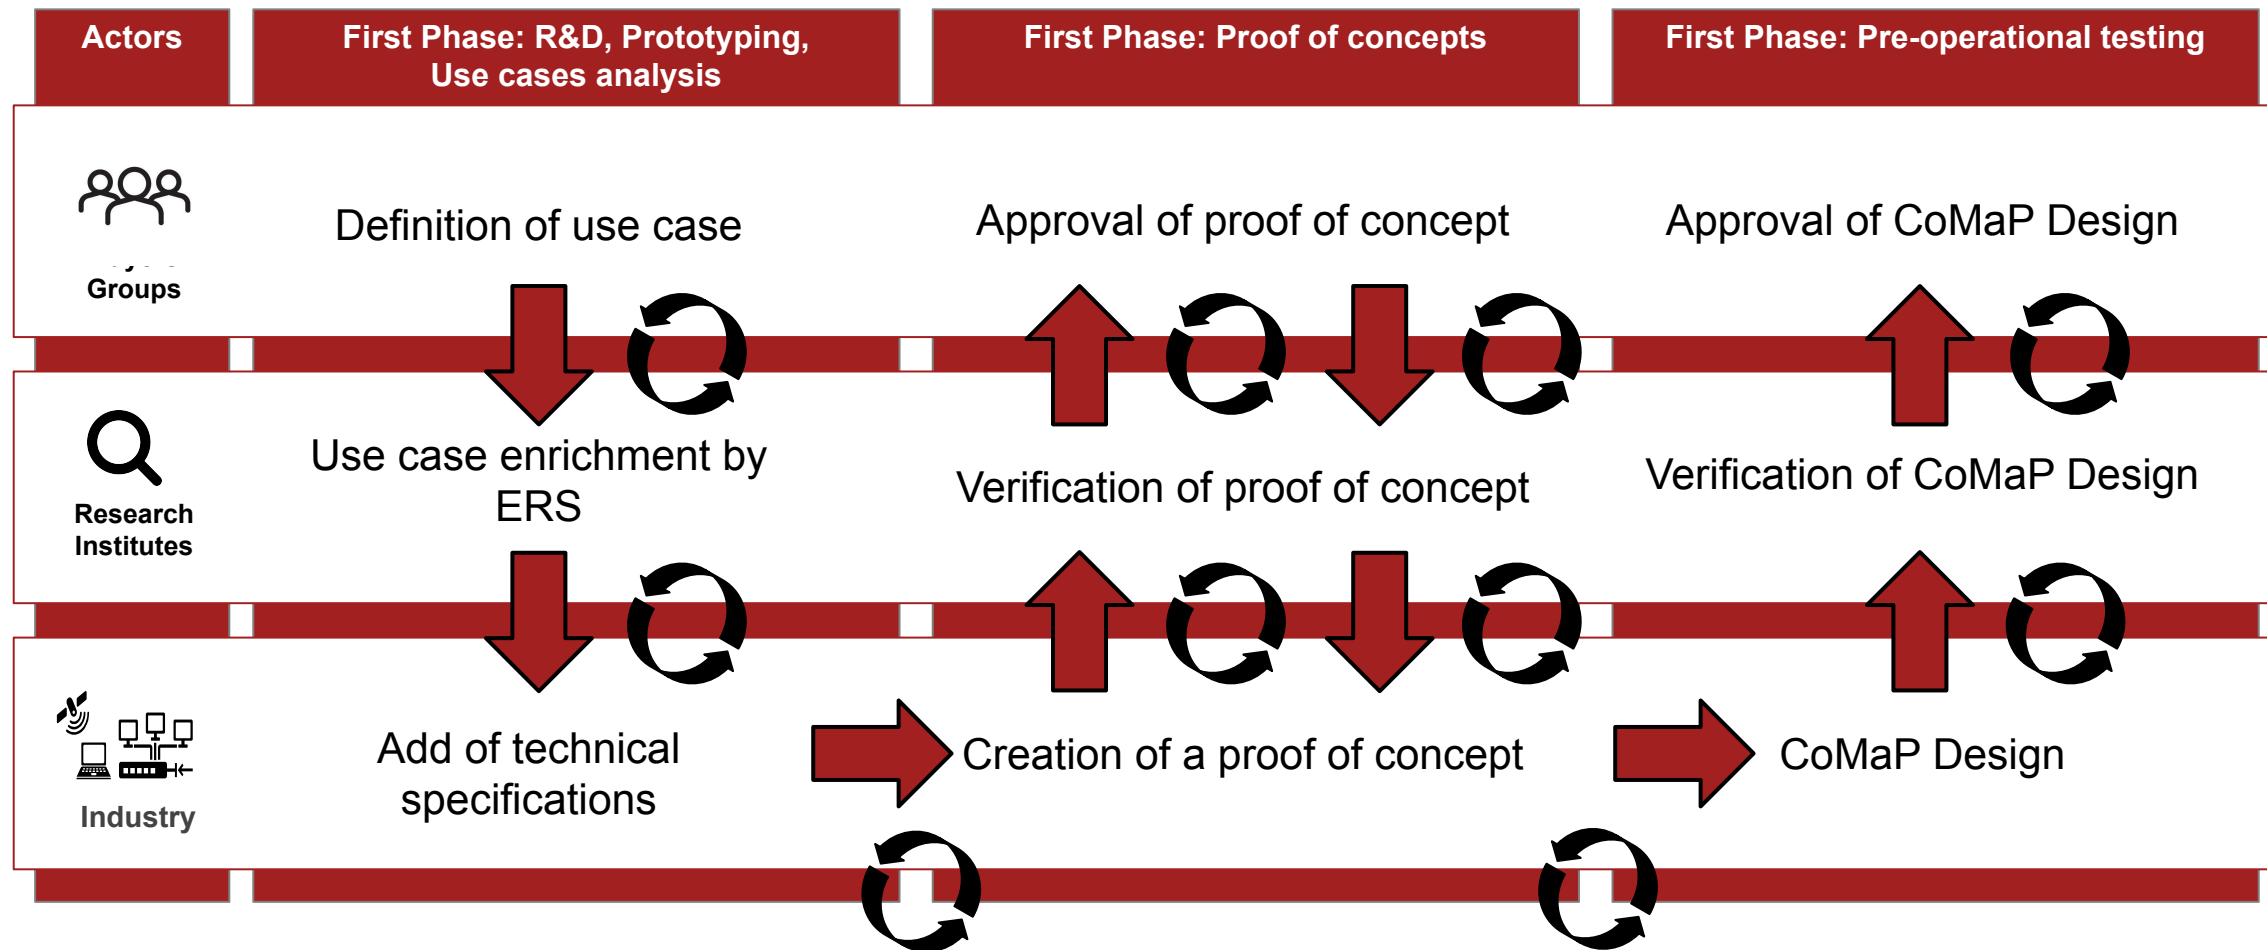 Actors
First Phase: R&D, Prototyping,
Use cases analysis
First Phase: Proof of concepts
First Phase: Pre-operational testing
Groups
Definition of use case
Approval of proof of concept
Approval of CoMaP Design
Research
Institutes
Use case enrichment by
ERS
Verification of proof of concept
Verification of CoMaP Design
Industry
Add of technical
specifications
Creation of a proof of concept
CoMaP Design